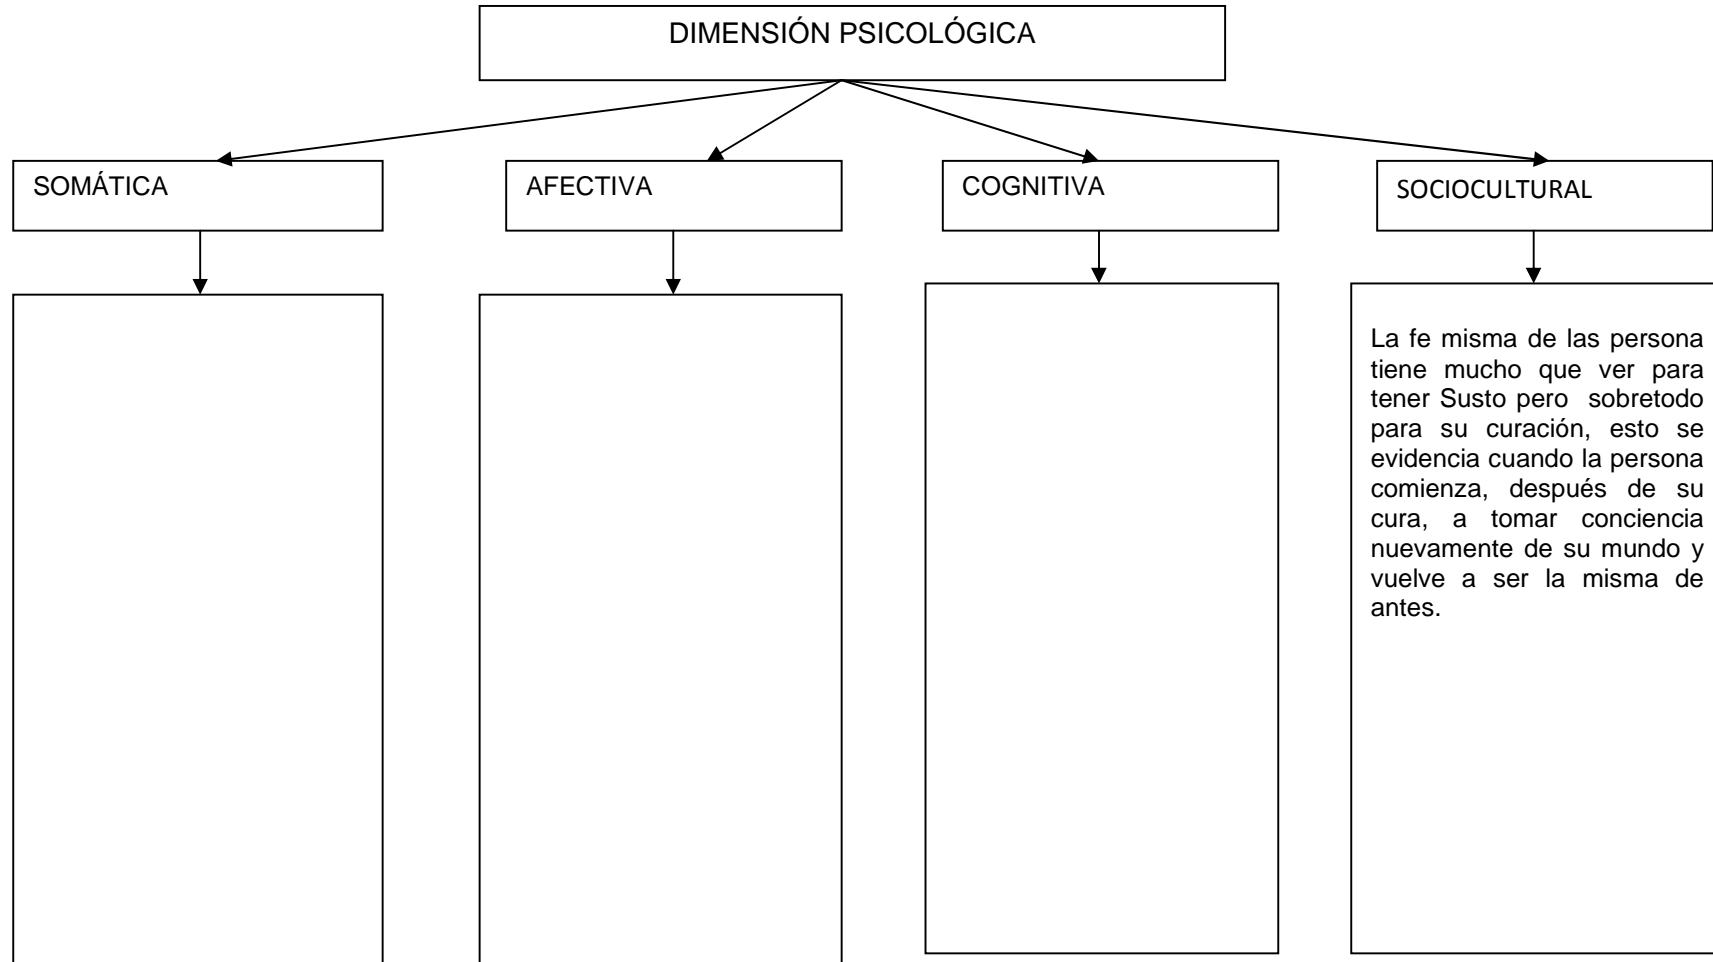 DIMENSIÓN PSICOLÓGICA
SOMÁTICA
AFECTIVA
COGNITIVA
SOCIOCULTURAL
La fe misma de las persona
tiene mucho que ver para
tener Susto pero sobretodo
para su curación, esto se
evidencia cuando la persona
comienza, después de su
cura, a tomar conciencia
nuevamente de su mundo y
vuelve a ser la misma de
antes.